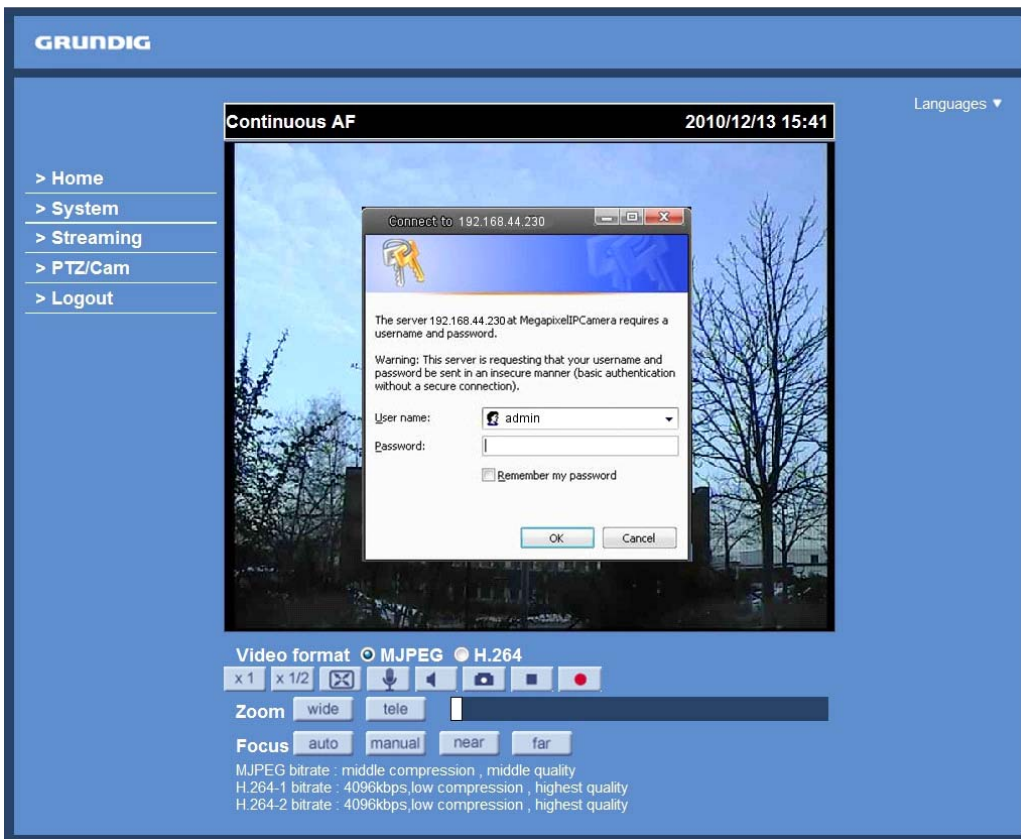 GRUNDIG
Languages ▼
Continuous AF 2010/12/13 15:41
> Home
> System
> Streaming
> PTZ/Cam
> Logout
Connect to 192.168.44.230
The server 192.168.44.230 at MegapixelIPCamera requires a
username and password.
Warning: This server is requesting that your username and
password be sent in an insecure manner (basic authentication
without a secure connection).
User name: admin
Password:
Remember my password
OK Cancel
Video format MJPEG H.264
x 1 x 1/2
Zoom wide tele
Focus auto manual near far
MJPEG bitrate : middle compression , middle quality
H.264-1 bitrate : 4096kbps,low compression , highest quality
H.264-2 bitrate : 4096kbps,low compression , highest quality